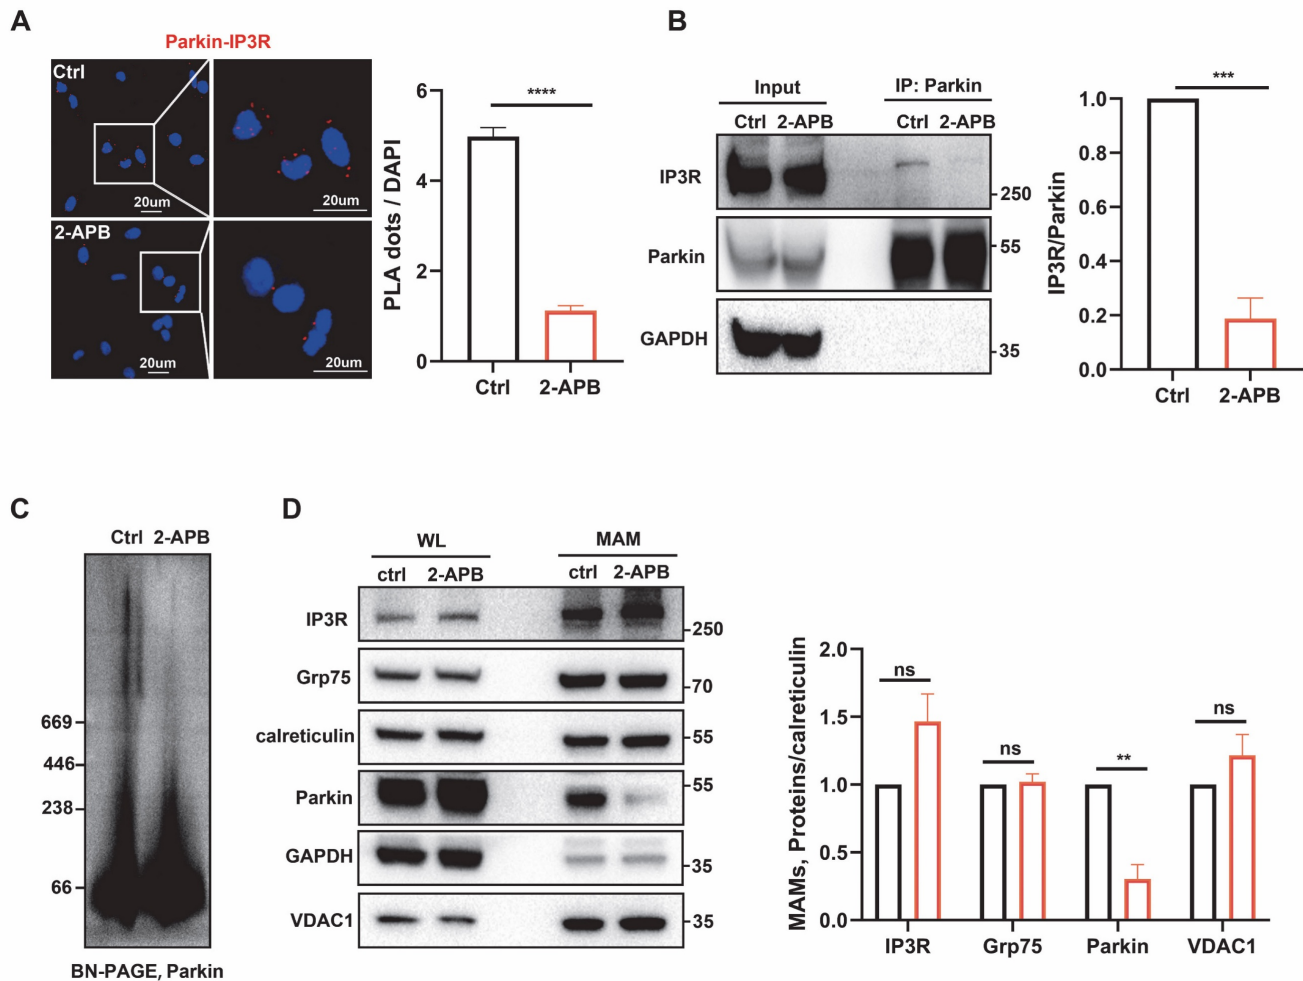 A
Parkin-IP3R
Ctrl
20um
20um
2-APB
20um
20um
PLA dots / DAPI
6
4
2
0
****
Ctrl
2-APB
B
Input
IP: Parkin
Ctrl 2-APB
Ctrl 2-APB
IP3R
-250
Parkin
-55
GAPDH
-35
IP3R/Parkin
1.0
0.8
0.6
0.4
0.2
0.0
***
Ctrl
2-APB
C
Ctrl 2-APB
669
446
238
66
BN-PAGE, Parkin
D
WL
MAM
ctrl 2-APB
ctrl 2-APB
IP3R
-250
Grp75
-70
calreticulin
-55
Parkin
-55
GAPDH
-35
VDAC1
-35
MAMs, Proteins/calreticulin
2.0
1.5
1.0
0.5
0.0
ns
ns
**
ns
IP3R
Grp75
Parkin
VDAC1